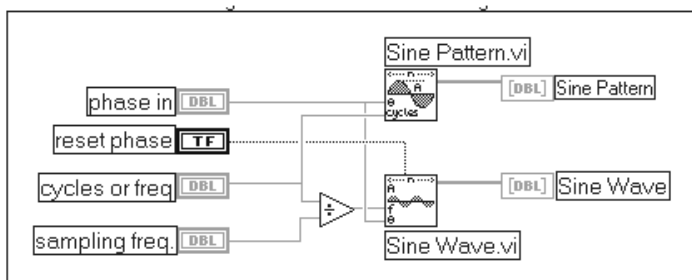 Sine Pattern.vi
n
A
θ
cycles
[DBL] Sine Pattern
phase in DBL
reset phase TF
cycles or freq DBL
sampling freq. DBL
÷
n
A
f
θ
[DBL] Sine Wave
Sine Wave.vi